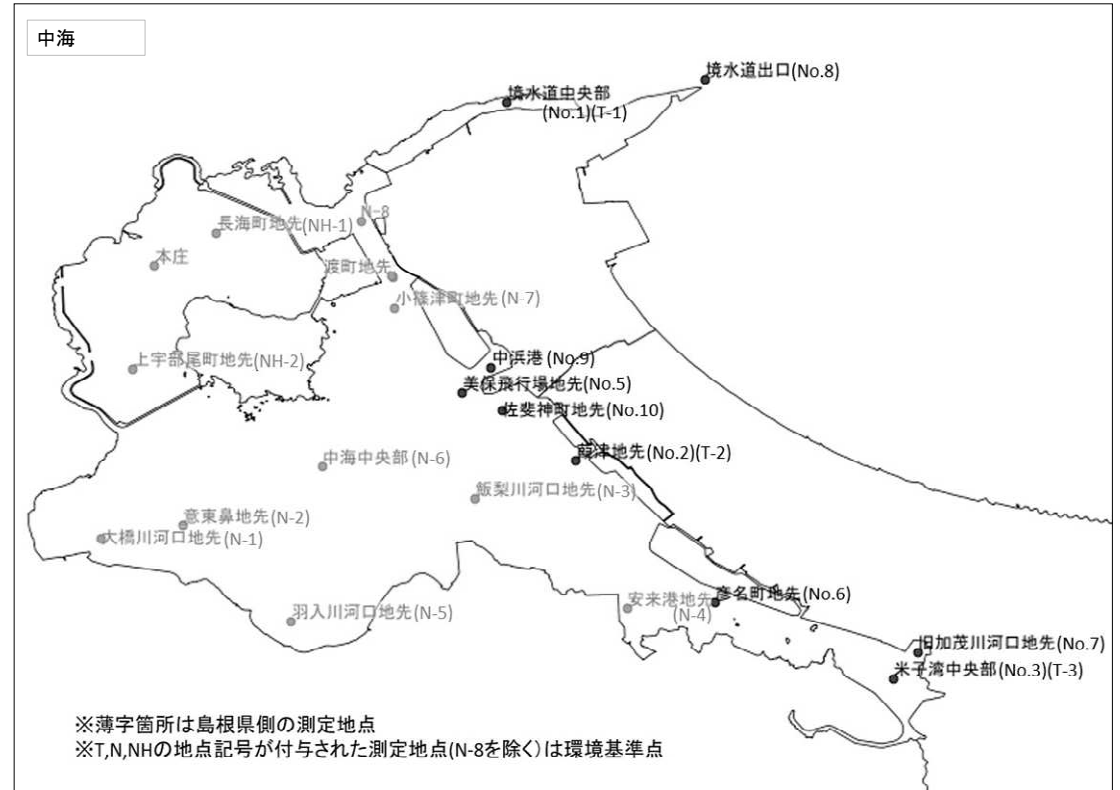 中海
境水道出口(No.8)
境水道中央部
(No.1)(T-1)
N-8
長海町地先(NH-1)
本庄
渡町地先
小篠津町地先(N-7)
中浜港(No.9)
上宇部尾町地先(NH-2)
美保飛行場地先(No.5)
佐斐神町地先(No.10)
葭津地先(No.2)(T-2)
中海中央部(N-6)
飯梨川河口地先(N-3)
意東鼻地先(N-2)
大橋川河口地先(N-1)
安来港地先
(N-4)
彦名町地先(No.6)
羽入川河口地先(N-5)
旧加茂川河口地先(No.7)
米子湾中央部(No.3)(T-3)
※薄字箇所は島根県側の測定地点
※T,N,NHの地点記号が付与された測定地点(N-8を除く)は環境基準点